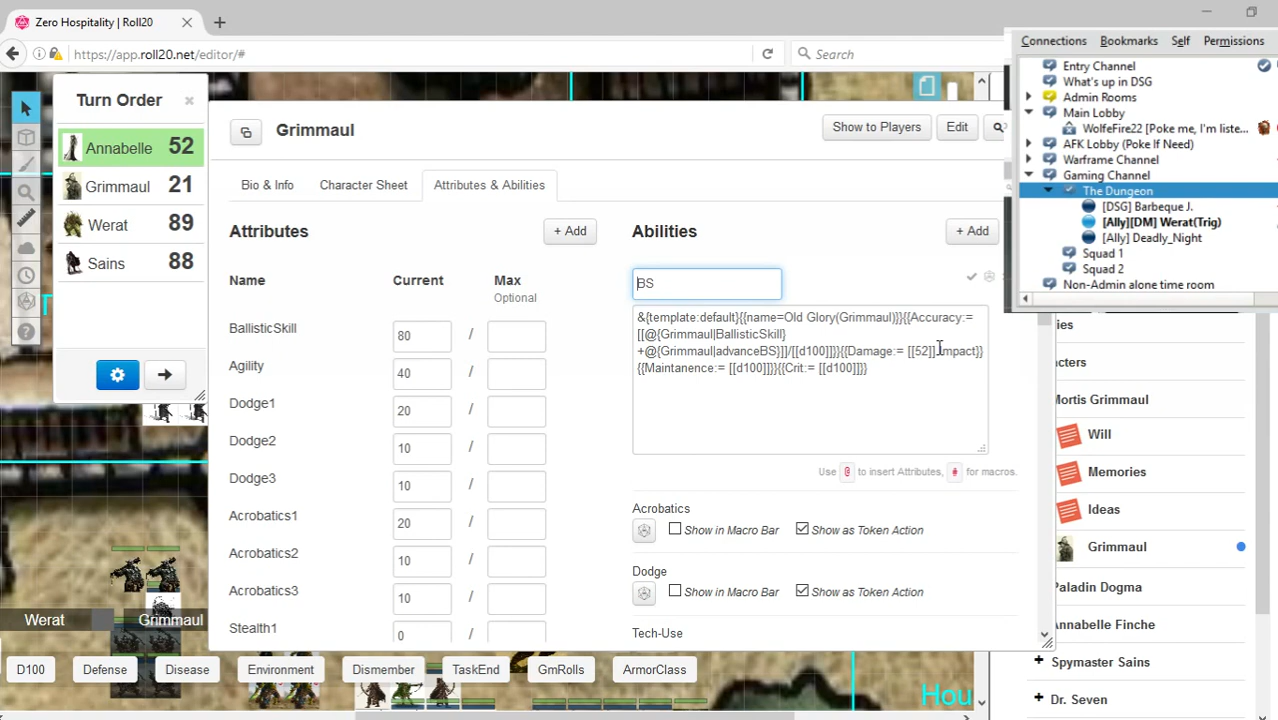 Zero Hospitality | Roll20
https://app.roll20.net/editor/#
Search
Turn Order
Annabelle 52
Grimmaul 21
Werat 89
Sains 88
Grimmaul
Show to Players
Edit
Bio & Info
Character Sheet
Attributes & Abilities
Attributes
+ Add
Abilities
+ Add
Name
Current
Max
Optional
BallisticSkill 80 /
Agility 40 /
Dodge1 20 /
Dodge2 10 /
Dodge3 10 /
Acrobatics1 20 /
Acrobatics2 10 /
Acrobatics3 10 /
Stealth1 0 /
BS
&{template:default}{{name=Old Glory(Grimmaul)}}{{Accuracy:=
[[@{Grimmaul|BallisticSkill}
+@{Grimmaul|advanceBS}]]/[[d100]]}}{{Damage:= [[52]] Impact}}
{{Maintanence:= [[d100]]}}{{Crit:= [[d100]]}}
Use @ to insert Attributes, # for macros.
Acrobatics
Show in Macro Bar
Show as Token Action
Dodge
Show in Macro Bar
Show as Token Action
Tech-Use
Connections
Bookmarks
Self
Permissions
Entry Channel
What's up in DSG
Admin Rooms
Main Lobby
WolfeFire22 [Poke me, I'm liste...
AFK Lobby (Poke If Need)
Warframe Channel
Gaming Channel
The Dungeon
[DSG] Barbeque J.
[Ally][DM] Werat(Trig)
[Ally] Deadly_Night
Squad 1
Squad 2
Non-Admin alone time room
ies
acters
Mortis Grimmaul
Will
Memories
Ideas
Grimmaul
Paladin Dogma
Annabelle Finche
Spymaster Sains
Dr. Seven
Werat
Grimmaul
D100
Defense
Disease
Environment
Dismember
TaskEnd
GmRolls
ArmorClass
Hou